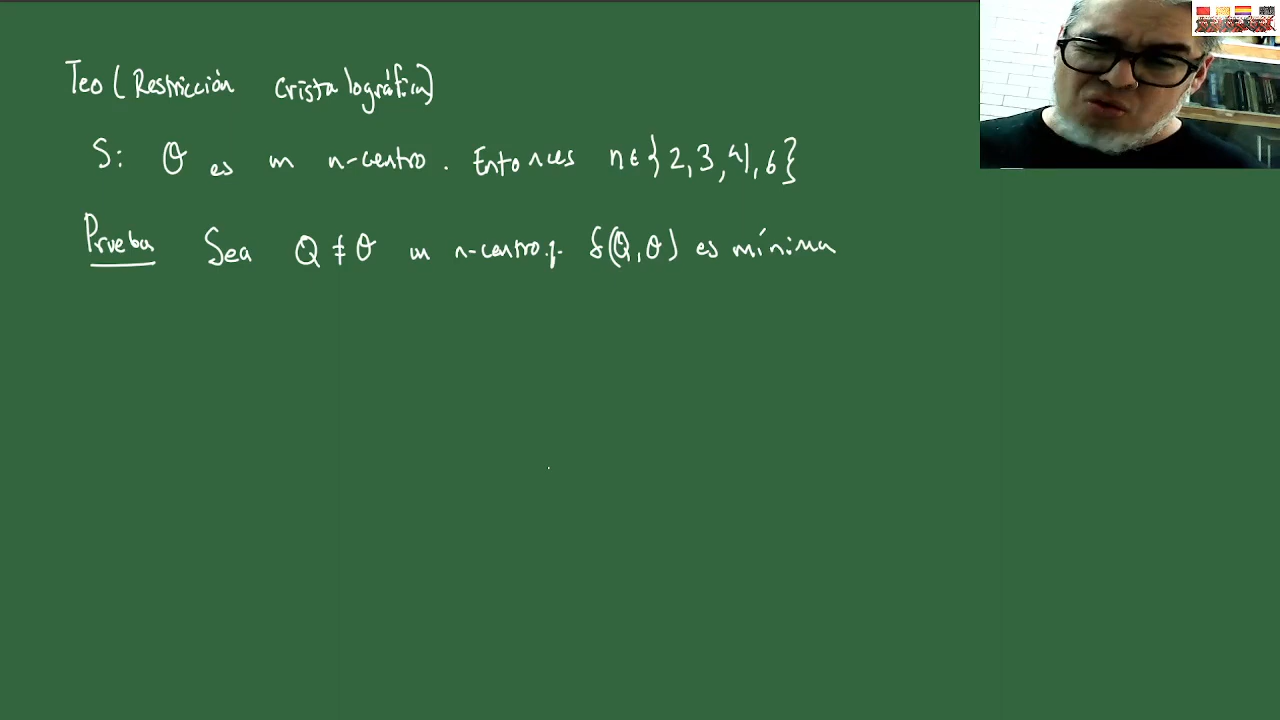 Teo (Restricción cristalográfica)
Si θ es un n-centro. Entonces n∈{2,3,4,6}
Prueba Sea Q ≠ θ un n-centro.q. δ(Q,θ) es mínima